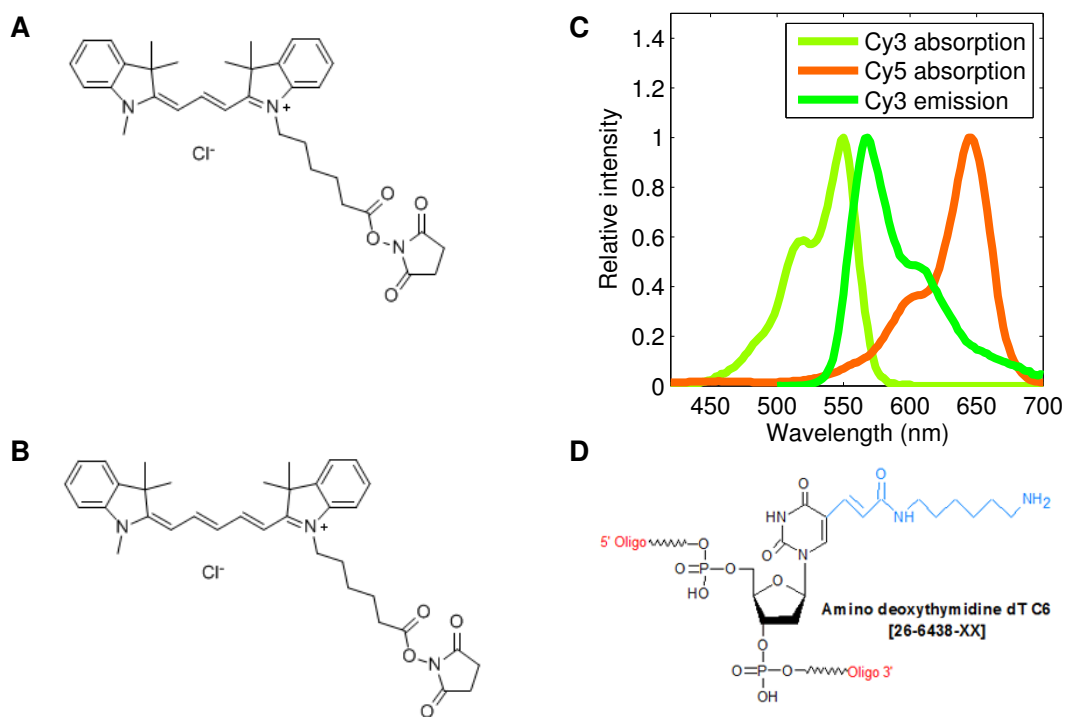 A
N
N
+
Cl⁻
O
O
N
O
O
C
Cy3 absorption
Cy5 absorption
Cy3 emission
Relative intensity
1.4
1.2
1
0.8
0.6
0.4
0.2
0
450 500 550 600 650 700
Wavelength (nm)
B
N
N
+
Cl⁻
O
O
N
O
O
D
O
O
NH
NH₂
HN
O
N
5' Oligo
O
O=P-O
HO
O
Amino deoxythymidine dT C6
[26-6438-XX]
O
O=P-O
Oligo 3'
OH